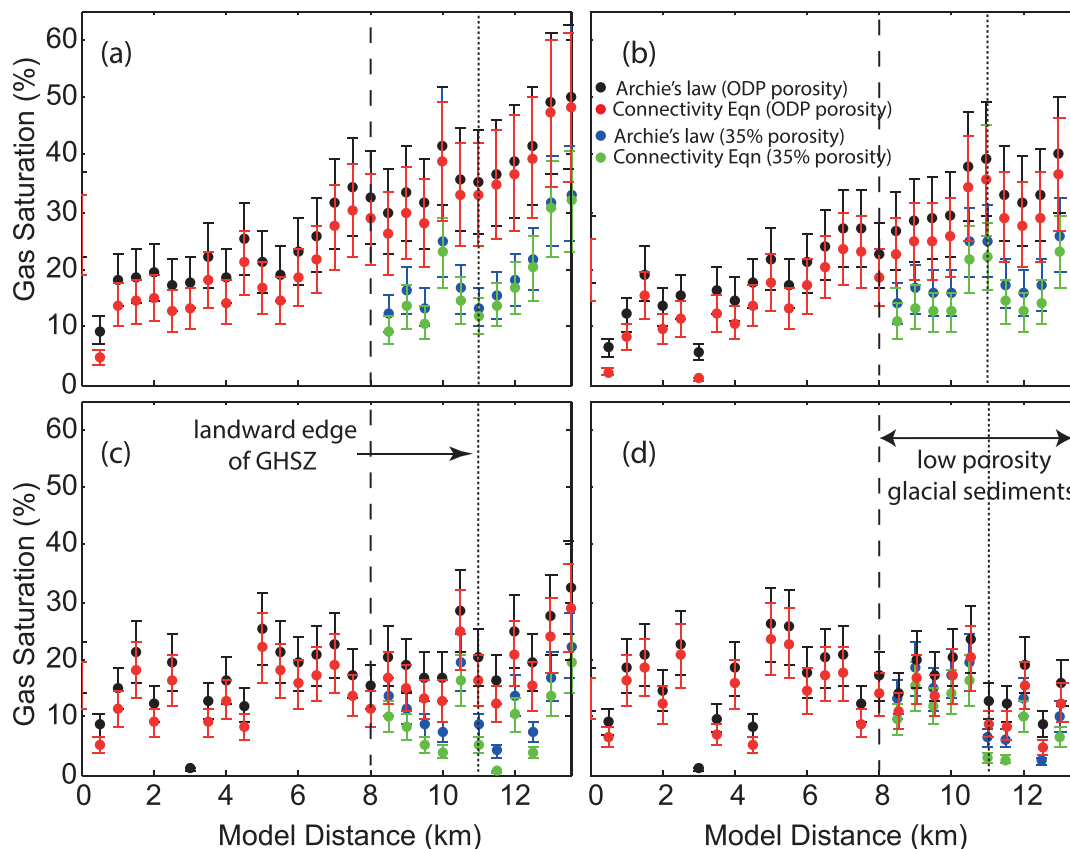 (a)
(b)
60
50
40
30
20
10
0
Gas Saturation (%)
Archie's law (ODP porosity)
Connectivity Eqn (ODP porosity)
Archie's law (35% porosity)
Connectivity Eqn (35% porosity)
(c)
landward edge
of GHSZ
(d)
low porosity
glacial sediments
60
50
40
30
20
10
0
Gas Saturation (%)
0 2 4 6 8 10 12
Model Distance (km)
0 2 4 6 8 10 12
Model Distance (km)